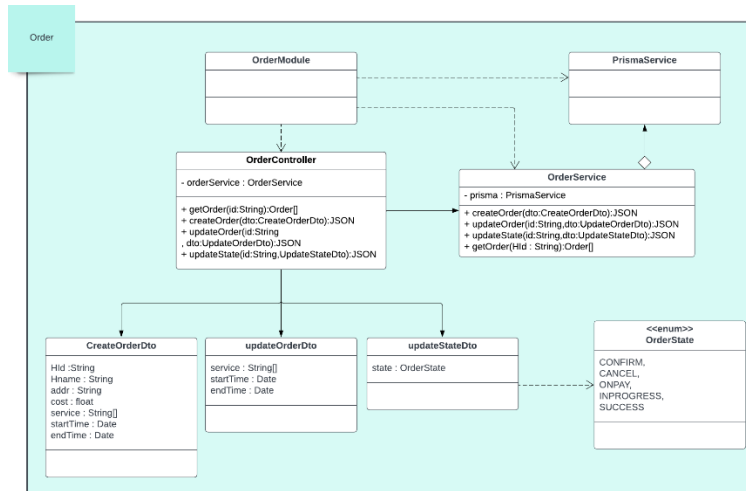 Order
OrderModule
PrismaService
OrderController
- orderService : OrderService
+ getOrder(id:String):Order[]
+ createOrder(dto:CreateOrderDto):JSON
+ updateOrder(id:String
, dto:UpdateOrderDto):JSON
+ updateState(id:String,UpdateStateDto):JSON
OrderService
- prisma : PrismaService
+ createOrder(dto:CreateOrderDto):JSON
+ updateOrder(id:String,dto:UpdateOrderDto):JSON
+ updateState(id:String,dto:UpdateStateDto):JSON
+ getOrder(HId : String):Order[]
CreateOrderDto
HId :String
Hname : String
addr : String
cost : float
service : String[]
startTime : Date
endTime : Date
updateOrderDto
service : String[]
startTime : Date
endTime : Date
updateStateDto
state : OrderState
<<enum>>
OrderState
CONFIRM,
CANCEL,
ONPAY,
INPROGRESS,
SUCCESS